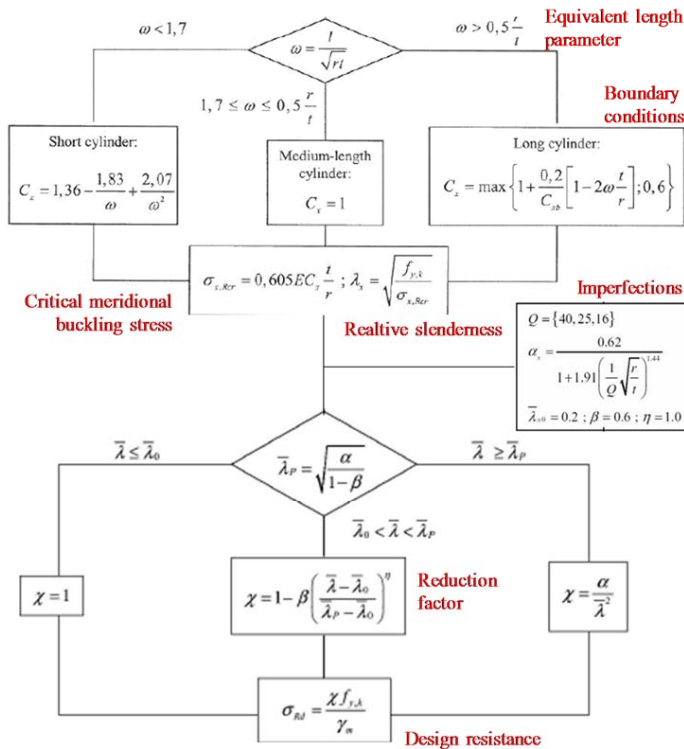 Equivalent length
parameter
ω < 1,7
ω = l / √rt
ω > 0,5 r/t
1,7 ≤ ω ≤ 0,5 r/t
Boundary
conditions
Short cylinder:
C_x = 1,36 − 1,83/ω + 2,07/ω²
Medium-length
cylinder:
C_x = 1
Long cylinder:
C_x = max{1 + 0,2/C_xb [1 − 2ω t/r]; 0,6}
σ_x,Rcr = 0,605EC_x t/r ; λ_x = √(f_y,k / σ_x,Rcr)
Critical meridional
buckling stress
Realtive slenderness
Imperfections
Q = {40,25,16}
α_x = 0.62 / (1+1.91(1/Q √(r/t))^1.44)
λ̄_x0 = 0.2 ; β = 0.6 ; η = 1.0
λ̄ ≤ λ̄_0
λ̄_P = √(α / (1−β))
λ̄ ≥ λ̄_P
λ̄_0 < λ̄ < λ̄_P
χ = 1
χ = 1 − β((λ̄ − λ̄_0) / (λ̄_P − λ̄_0))^η
Reduction
factor
χ = α / λ̄²
σ_Rd = χ f_y,k / γ_m
Design resistance